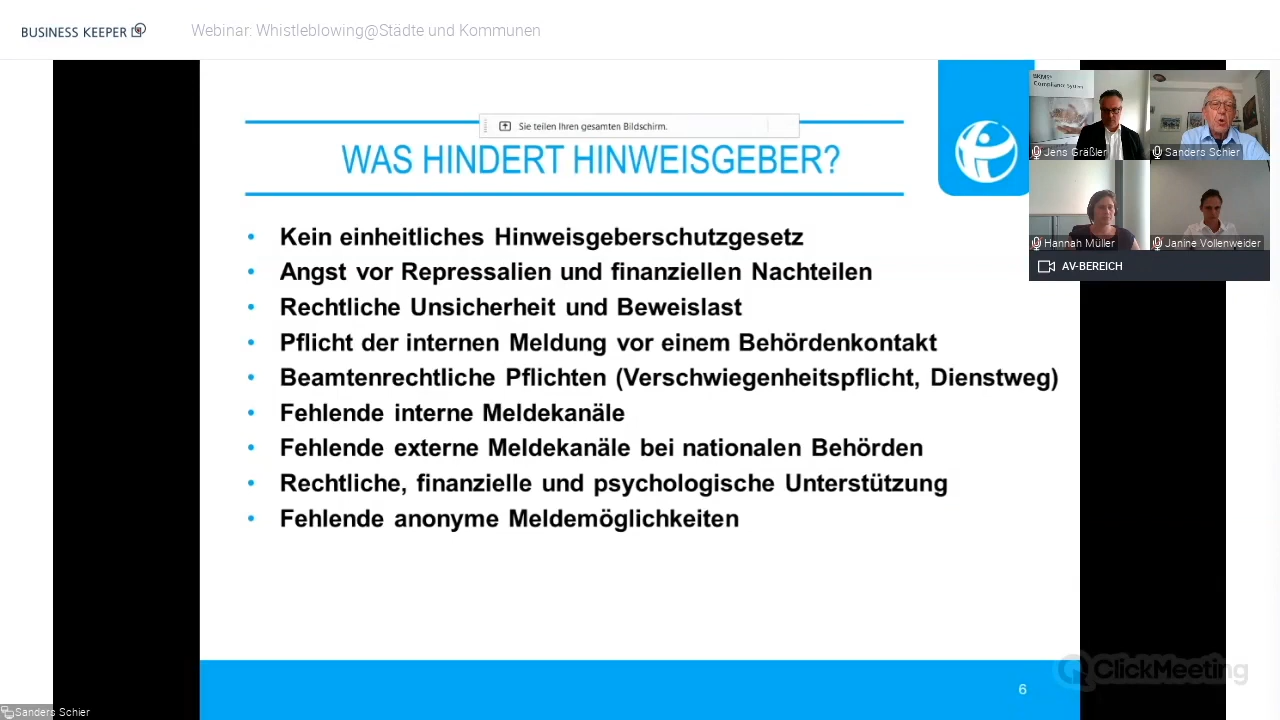 BUSINESS KEEPER
Webinar: Whistleblowing@Städte und Kommunen
Sie teilen Ihren gesamten Bildschirm.
WAS HINDERT HINWEISGEBER?
• Kein einheitliches Hinweisgeberschutzgesetz
• Angst vor Repressalien und finanziellen Nachteilen
• Rechtliche Unsicherheit und Beweislast
• Pflicht der internen Meldung vor einem Behördenkontakt
• Beamtenrechtliche Pflichten (Verschwiegenheitspflicht, Dienstweg)
• Fehlende interne Meldekanäle
• Fehlende externe Meldekanäle bei nationalen Behörden
• Rechtliche, finanzielle und psychologische Unterstützung
• Fehlende anonyme Meldemöglichkeiten
6
BKMS®
Compliance System
Jens Gräßler
Sanders Schier
Hannah Müller
Janine Vollenweider
AV-BEREICH
ClickMeeting
Sanders Schier